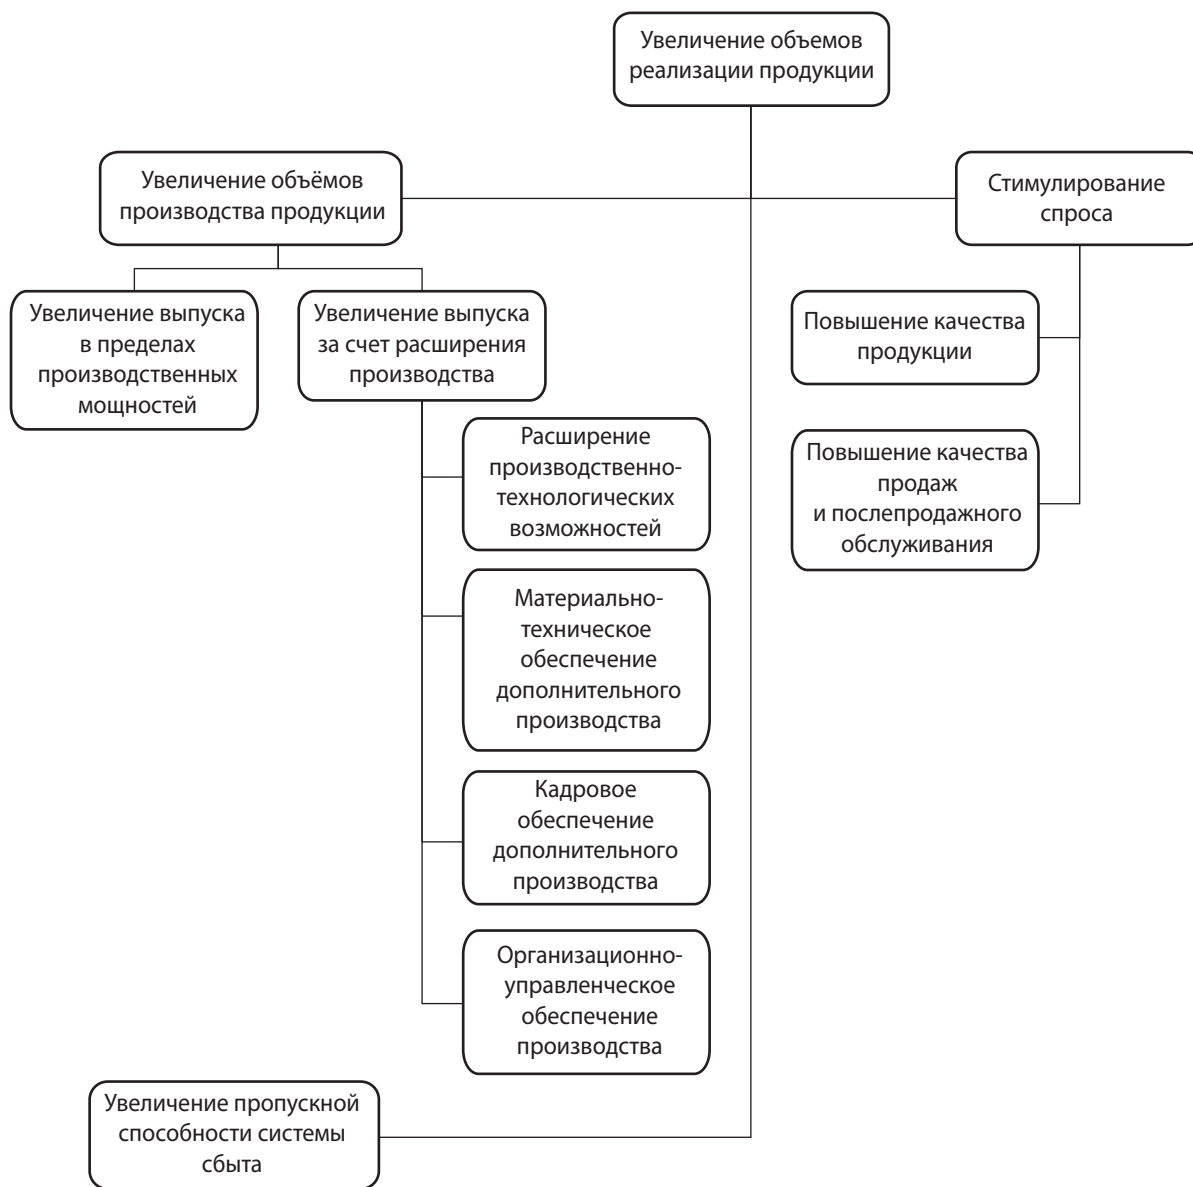 Увеличение объемов
реализации продукции
Увеличение объёмов
производства продукции
Стимулирование
спроса
Увеличение выпуска
в пределах
производственных
мощностей
Увеличение выпуска
за счет расширения
производства
Повышение качества
продукции
Расширение
производственно-
технологических
возможностей
Повышение качества
продаж
и послепродажного
обслуживания
Материально-
техническое
обеспечение
дополнительного
производства
Кадровое
обеспечение
дополнительного
производства
Организационно-
управленческое
обеспечение
производства
Увеличение пропускной
способности системы
сбыта